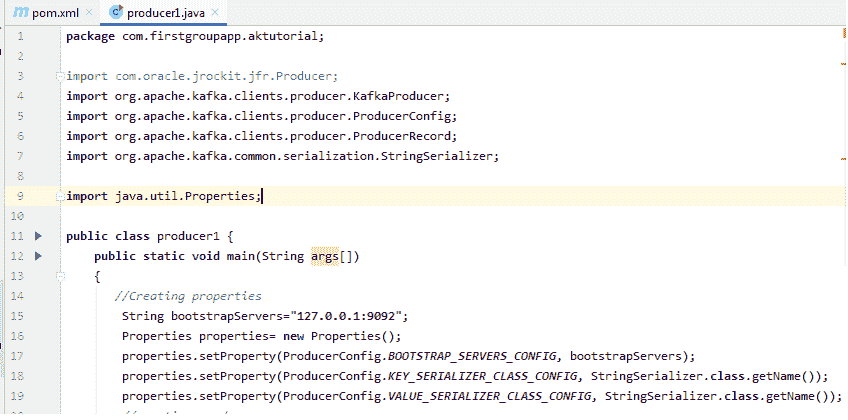 pom.xml
producer1.java
1 package com.firstgroupapp.aktutorial;
2
3 import com.oracle.jrockit.jfr.Producer;
4 import org.apache.kafka.clients.producer.KafkaProducer;
5 import org.apache.kafka.clients.producer.ProducerConfig;
6 import org.apache.kafka.clients.producer.ProducerRecord;
7 import org.apache.kafka.common.serialization.StringSerializer;
8
9 import java.util.Properties;
10
11 public class producer1 {
12 public static void main(String args[])
13 {
14 //Creating properties
15 String bootstrapServers="127.0.0.1:9092";
16 Properties properties= new Properties();
17 properties.setProperty(ProducerConfig.BOOTSTRAP_SERVERS_CONFIG, bootstrapServers);
18 properties.setProperty(ProducerConfig.KEY_SERIALIZER_CLASS_CONFIG, StringSerializer.class.getName());
19 properties.setProperty(ProducerConfig.VALUE_SERIALIZER_CLASS_CONFIG, StringSerializer.class.getName());